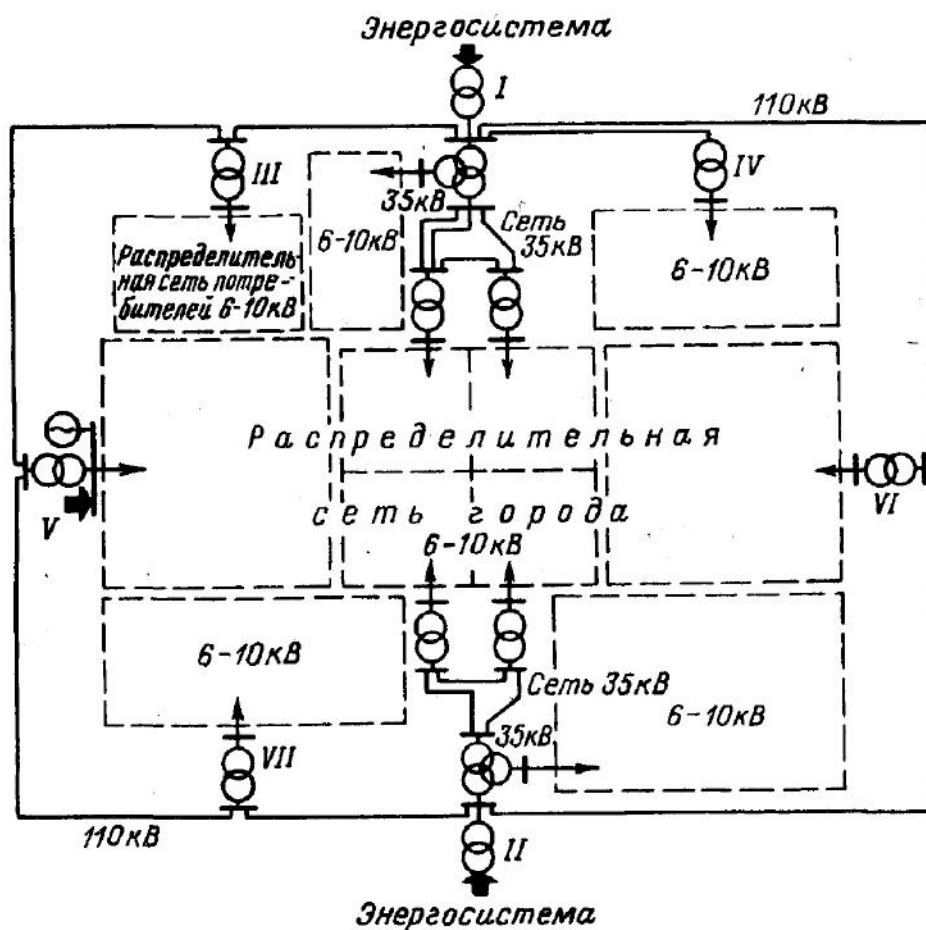 Энергосистема
I
110кВ
III
IV
35кВ
Сеть
35кВ
6-10кВ
6-10кВ
Распределитель-
ная сеть потре-
бителей 6-10кВ
Распределительная
V
VI
сеть города
6-10кВ
6-10кВ
Сеть 35кВ
6-10кВ
35кВ
VII
110кВ
II
Энергосистема